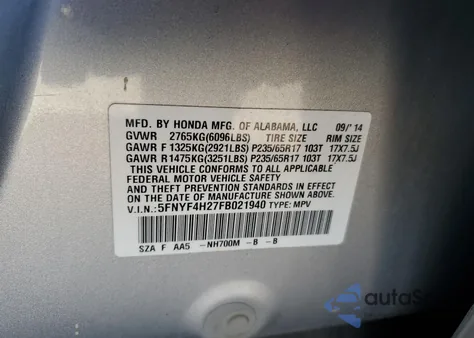 MFD. BY HONDA MFG. OF ALABAMA, LLC 09/'14
GVWR 2765KG(6096LBS) TIRE SIZE RIM SIZE
GAWR F 1325KG(2921LBS) P235/65R17 103T 17X7.5J
GAWR R 1475KG(3251LBS) P235/65R17 103T 17X7.5J
THIS VEHICLE CONFORMS TO ALL APPLICABLE
FEDERAL MOTOR VEHICLE SAFETY
AND THEFT PREVENTION STANDARDS IN EFFECT
ON THE DATE OF MANUFACTURE SHOWN ABOVE.
V.I.N.: 5FNYF4H27FB021940 TYPE: MPV
SZA F AA5 -NH700M -B -B